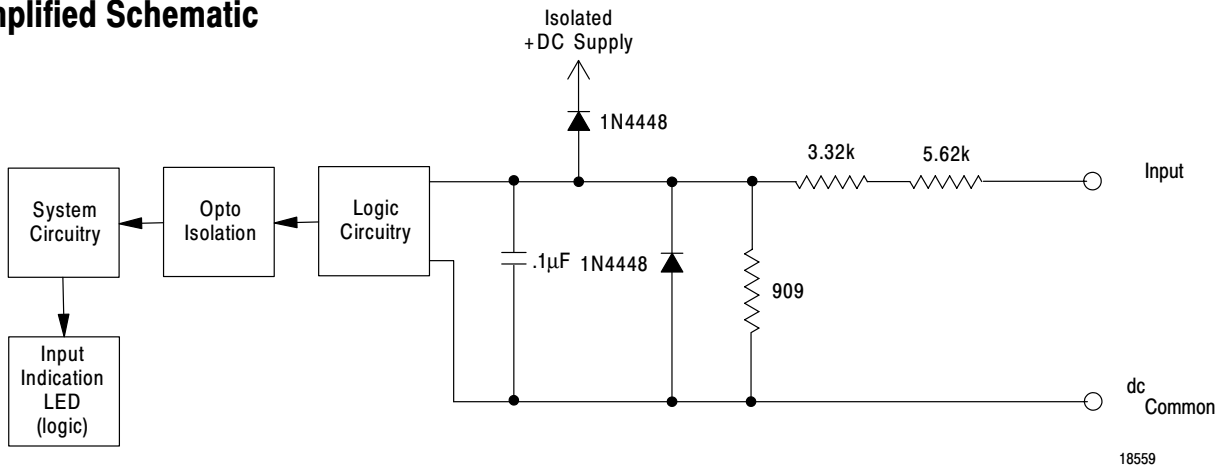 Simplified Schematic
Isolated
+DC Supply
1N4448
3.32k
5.62k
Input
System
Circuitry
Opto
Isolation
Logic
Circuitry
.1µF
1N4448
909
Input
Indication
LED
(logic)
dc
Common
18559